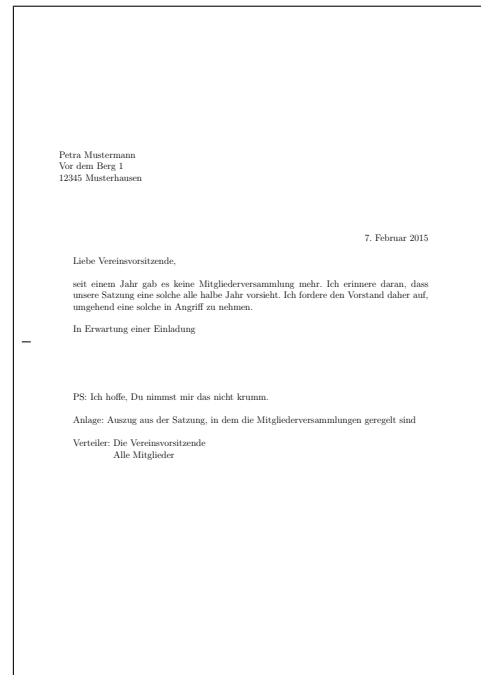 Petra Mustermann
Vor dem Berg 1
12345 Musterhausen
7. Februar 2015
Liebe Vereinsvorsitzende,
seit einem Jahr gab es keine Mitgliederversammlung mehr. Ich erinnere daran, dass
unsere Satzung eine solche alle halbe Jahr vorsieht. Ich fordere den Vorstand daher auf,
umgehend eine solche in Angriff zu nehmen.
In Erwartung einer Einladung
PS: Ich hoffe, Du nimmst mir das nicht krumm.
Anlage: Auszug aus der Satzung, in dem die Mitgliederversammlungen geregelt sind
Verteiler: Die Vereinsvorsitzende
Alle Mitglieder